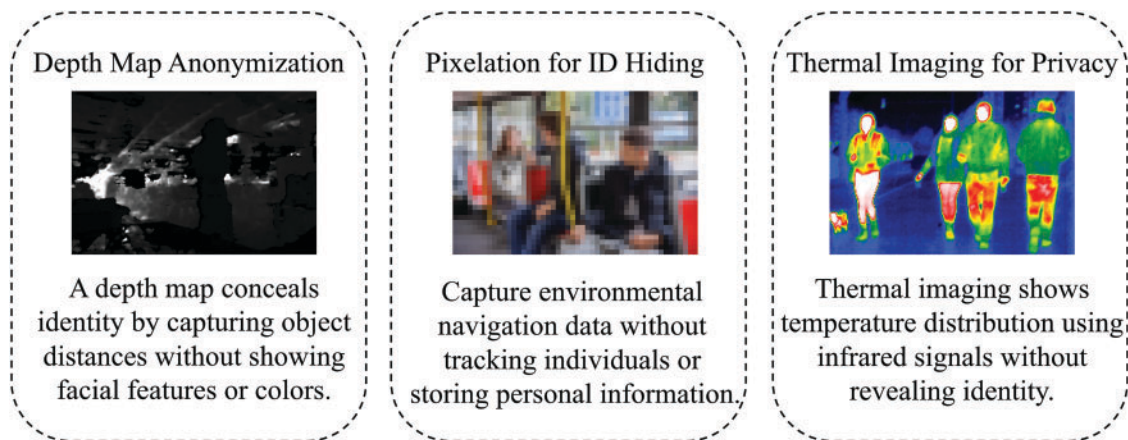 Depth Map Anonymization
A depth map conceals
identity by capturing object
distances without showing
facial features or colors.
Pixelation for ID Hiding
Capture environmental
navigation data without
tracking individuals or
storing personal information.
Thermal Imaging for Privacy
Thermal imaging shows
temperature distribution using
infrared signals without
revealing identity.